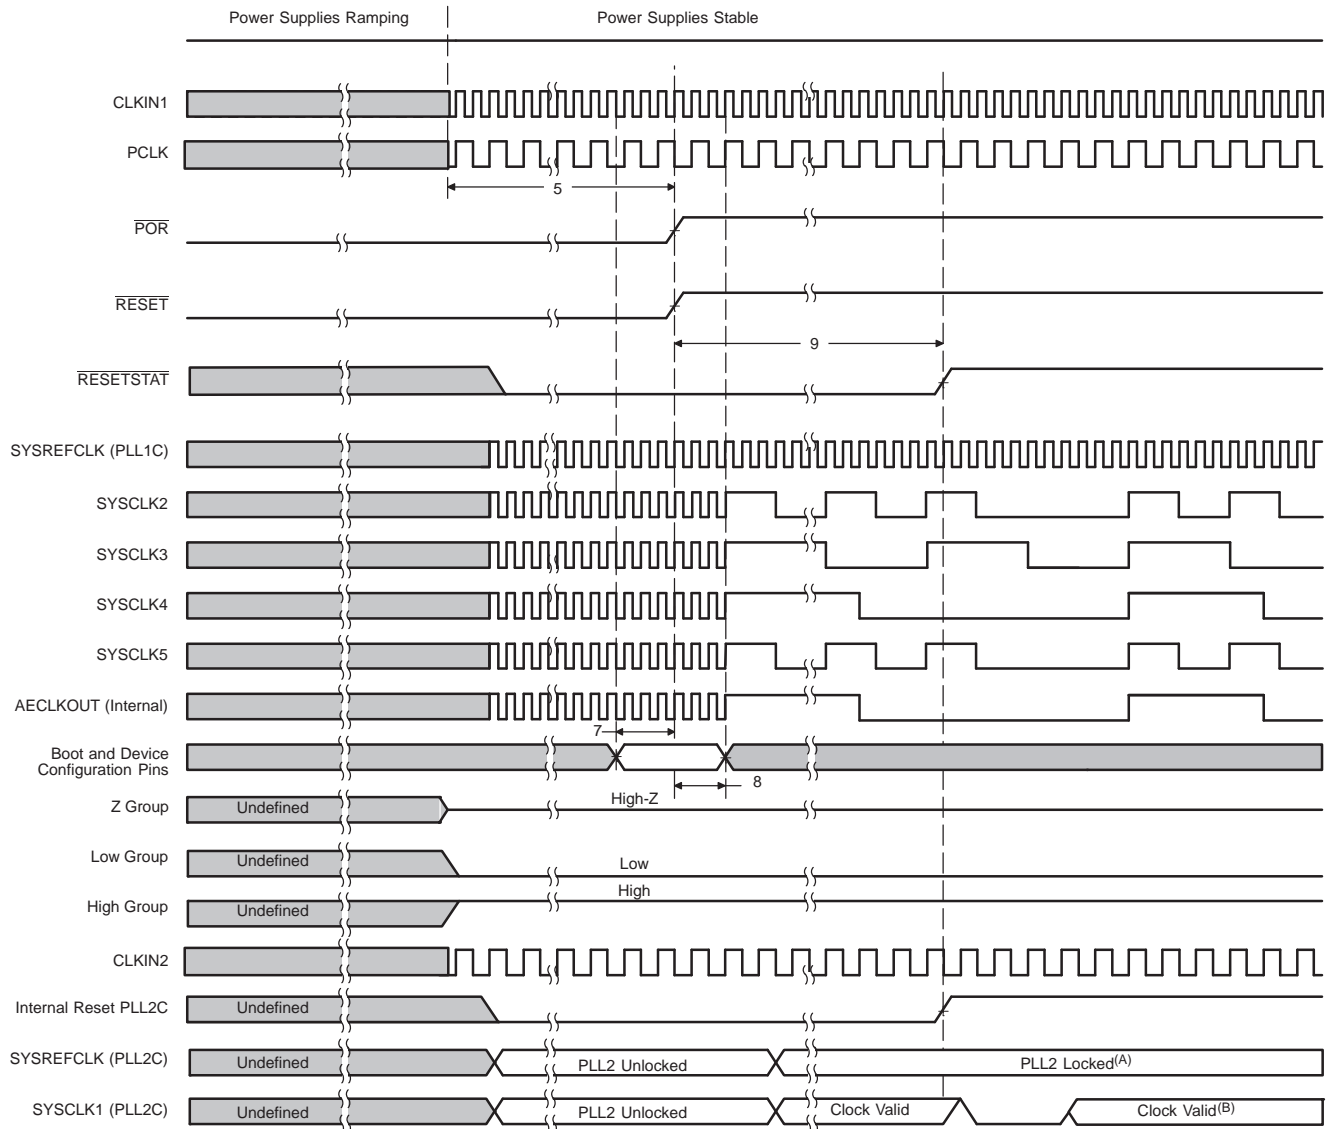 Power Supplies Ramping
Power Supplies Stable
CLKIN1
PCLK
5
POR
RESET
9
RESETSTAT
SYSREFCLK (PLL1C)
SYSCLK2
SYSCLK3
SYSCLK4
SYSCLK5
AECLKOUT (Internal)
7
Boot and Device
Configuration Pins
8
Z Group
Undefined
High-Z
Low Group
Undefined
Low
High Group
Undefined
High
CLKIN2
Internal Reset PLL2C
Undefined
SYSREFCLK (PLL2C)
Undefined
PLL2 Unlocked
PLL2 Locked(A)
SYSCLK1 (PLL2C)
Undefined
PLL2 Unlocked
Clock Valid
Clock Valid(B)